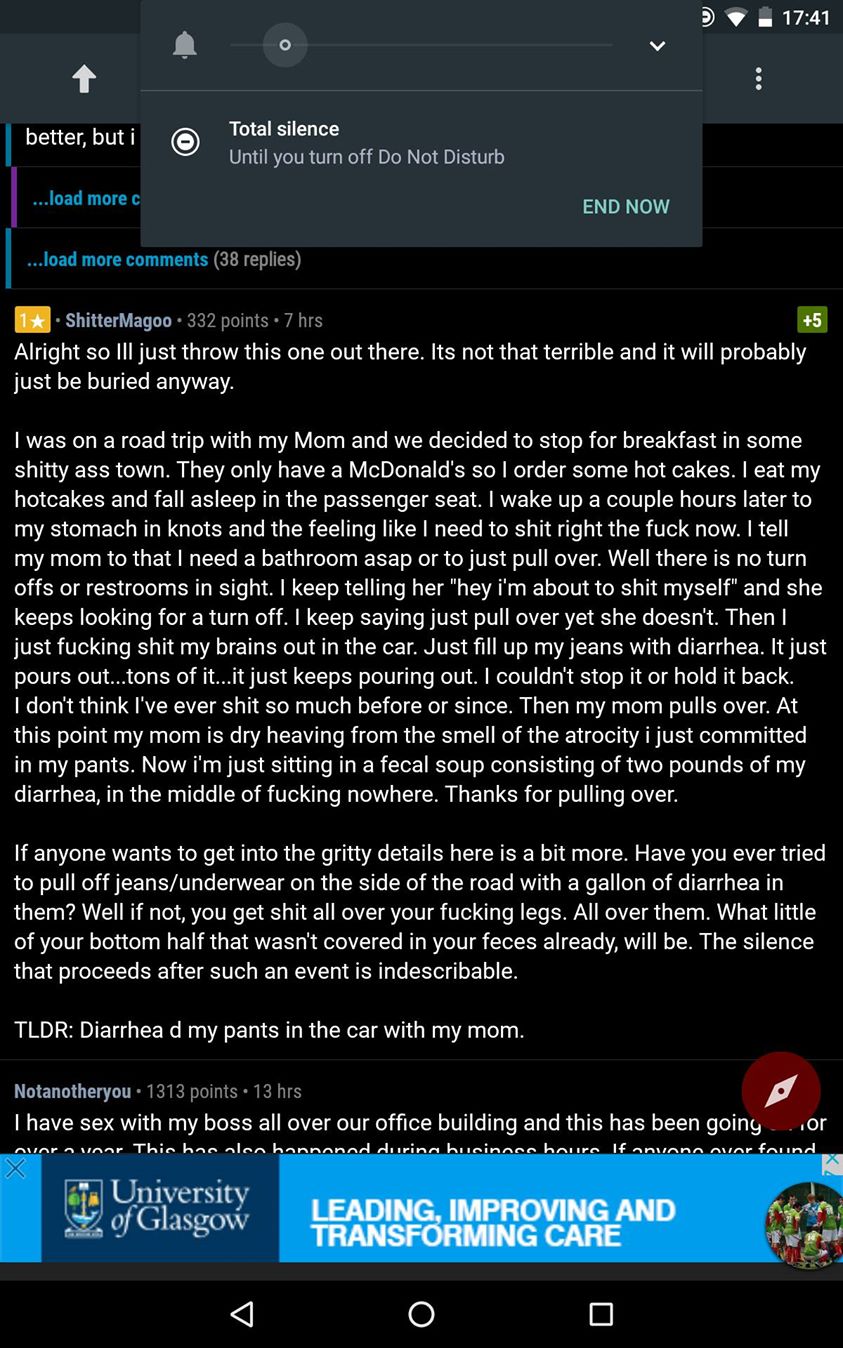 17:41
Total silence
Until you turn off Do Not Disturb
END NOW
better, but i
...load more c
...load more comments (38 replies)
1★ • ShitterMagoo • 332 points • 7 hrs +5
Alright so Ill just throw this one out there. Its not that terrible and it will probably
just be buried anyway.
I was on a road trip with my Mom and we decided to stop for breakfast in some
shitty ass town. They only have a McDonald's so I order some hot cakes. I eat my
hotcakes and fall asleep in the passenger seat. I wake up a couple hours later to
my stomach in knots and the feeling like I need to shit right the fuck now. I tell
my mom to that I need a bathroom asap or to just pull over. Well there is no turn
offs or restrooms in sight. I keep telling her "hey i'm about to shit myself" and she
keeps looking for a turn off. I keep saying just pull over yet she doesn't. Then I
just fucking shit my brains out in the car. Just fill up my jeans with diarrhea. It just
pours out...tons of it...it just keeps pouring out. I couldn't stop it or hold it back.
I don't think I've ever shit so much before or since. Then my mom pulls over. At
this point my mom is dry heaving from the smell of the atrocity i just committed
in my pants. Now i'm just sitting in a fecal soup consisting of two pounds of my
diarrhea, in the middle of fucking nowhere. Thanks for pulling over.
If anyone wants to get into the gritty details here is a bit more. Have you ever tried
to pull off jeans/underwear on the side of the road with a gallon of diarrhea in
them? Well if not, you get shit all over your fucking legs. All over them. What little
of your bottom half that wasn't covered in your feces already, will be. The silence
that proceeds after such an event is indescribable.
TLDR: Diarrhea d my pants in the car with my mom.
Notanotheryou • 1313 points • 13 hrs
I have sex with my boss all over our office building and this has been going for
over a year. This has also happened during business hours. If anyone ever found
University
of Glasgow
LEADING, IMPROVING AND
TRANSFORMING CARE